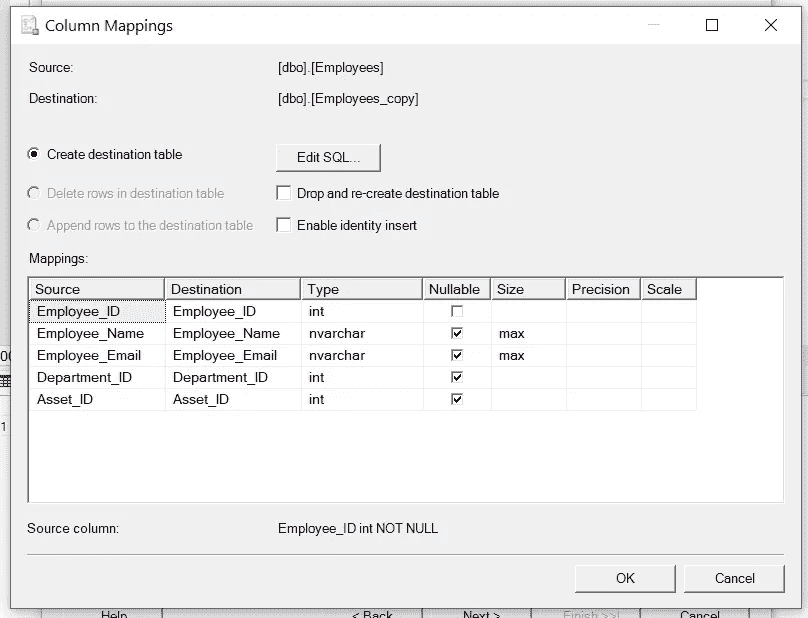 Column Mappings
Source: [dbo].[Employees]
Destination: [dbo].[Employees_copy]
Create destination table Edit SQL...
Delete rows in destination table Drop and re-create destination table
Append rows to the destination table Enable identity insert
Mappings:
Source Destination Type Nullable Size Precision Scale
Employee_ID Employee_ID int
Employee_Name Employee_Name nvarchar max
Employee_Email Employee_Email nvarchar max
Department_ID Department_ID int
Asset_ID Asset_ID int
1
Source column: Employee_ID int NOT NULL
OK Cancel
Help < Back Next > Finish >>| Cancel